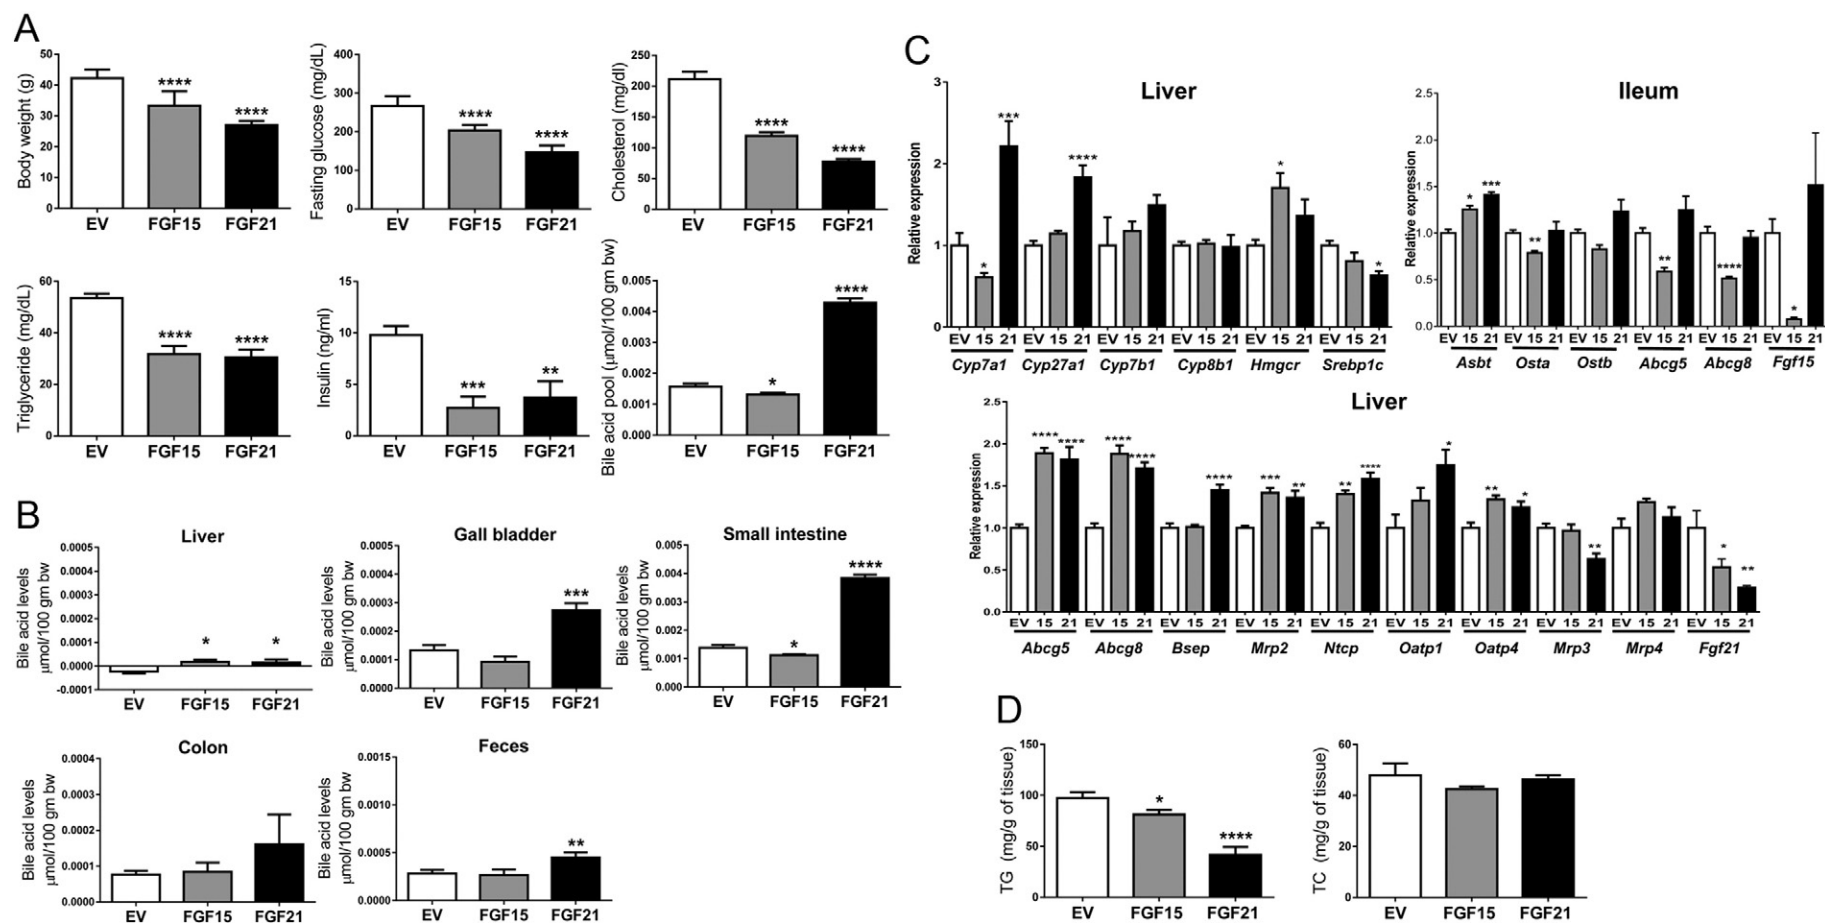 A
Body weight (g)
50
40
30
20
10
0
****
****
EV FGF15 FGF21
Fasting glucose (mg/dL)
400
300
200
100
0
****
****
EV FGF15 FGF21
Cholesterol (mg/dl)
250
200
150
100
50
0
****
****
EV FGF15 FGF21
Triglyceride (mg/dL)
60
40
20
0
****
****
EV FGF15 FGF21
Insulin (ng/ml)
15
10
5
0
***
**
EV FGF15 FGF21
Bile acid pool (μmol/100 gm bw)
0.005
0.004
0.003
0.002
0.001
0.000
*
****
EV FGF15 FGF21
B
Liver
Bile acid levels
μmol/100 gm bw
0.0005
0.0004
0.0003
0.0002
0.0001
0.0000
-0.0001
* *
EV FGF15 FGF21
Gall bladder
Bile acid levels
μmol/100 gm bw
0.0005
0.0004
0.0003
0.0002
0.0001
0.0000
***
EV FGF15 FGF21
Small intestine
Bile acid levels
μmol/100 gm bw
0.005
0.004
0.003
0.002
0.001
0.000
*
****
EV FGF15 FGF21
Colon
Bile acid levels
μmol/100 gm bw
0.0004
0.0003
0.0002
0.0001
0.0000
EV FGF15 FGF21
Feces
Bile acid levels
μmol/100 gm bw
0.0015
0.0010
0.0005
0.0000
**
EV FGF15 FGF21
C
Liver
Relative expression
3
2
1
0
* *** **** * *
EV 15 21 EV 15 21 EV 15 21 EV 15 21 EV 15 21 EV 15 21
Cyp7a1 Cyp27a1 Cyp7b1 Cyp8b1 Hmgcr Srebp1c
Ileum
Relative expression
2.5
2.0
1.5
1.0
0.5
0.0
* *** ** ** **** *
EV 15 21 EV 15 21 EV 15 21 EV 15 21 EV 15 21 EV 15 21
Asbt Osta Ostb Abcg5 Abcg8 Fgf15
Liver
Relative expression
2.5
2.0
1.5
1.0
0.5
0.0
**** **** **** **** **** *** ** ** **** * ** * ** * **
EV 15 21 EV 15 21 EV 15 21 EV 15 21 EV 15 21 EV 15 21 EV 15 21 EV 15 21 EV 15 21 EV 15 21
Abcg5 Abcg8 Bsep Mrp2 Ntcp Oatp1 Oatp4 Mrp3 Mrp4 Fgf21
D
TG (mg/g of tissue)
150
100
50
0
*
****
EV FGF15 FGF21
TC (mg/g of tissue)
60
40
20
0
EV FGF15 FGF21